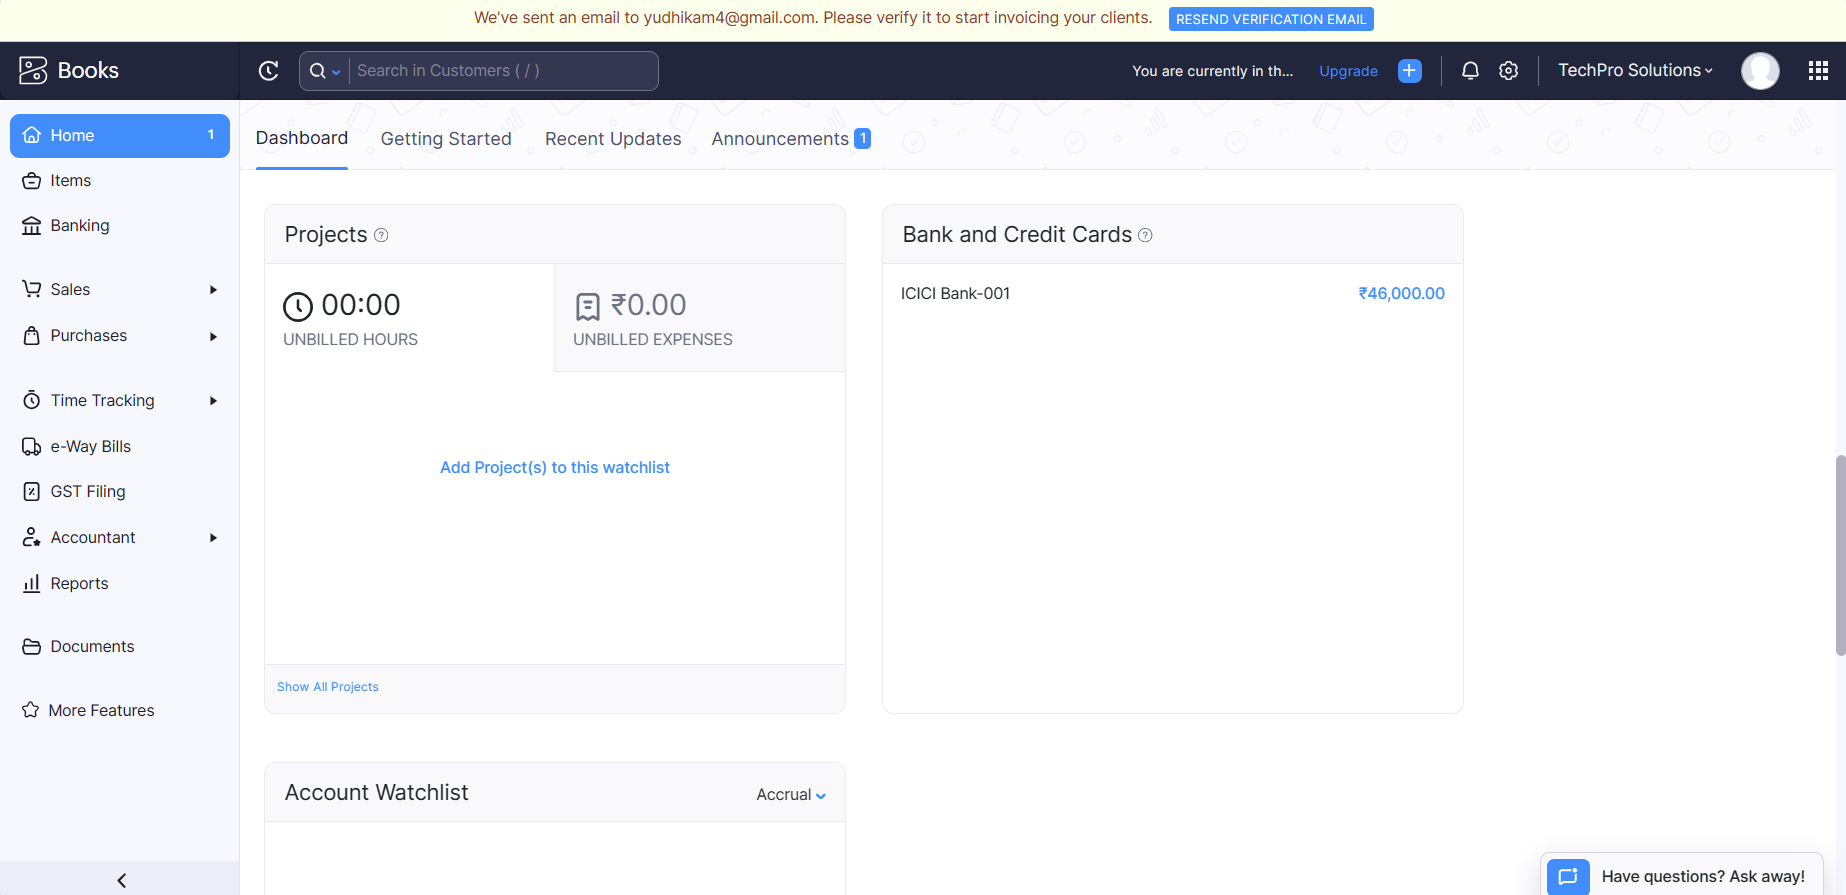 We've sent an email to yudhikam4@gmail.com. Please verify it to start invoicing your clients. RESEND VERIFICATION EMAIL
Books
Search in Customers ( / )
You are currently in th...
Upgrade
TechPro Solutions
Home 1
Items
Banking
Sales
Purchases
Time Tracking
e-Way Bills
GST Filing
Accountant
Reports
Documents
More Features
Dashboard
Getting Started
Recent Updates
Announcements 1
Projects
00:00
UNBILLED HOURS
₹0.00
UNBILLED EXPENSES
Add Project(s) to this watchlist
Show All Projects
Bank and Credit Cards
ICICI Bank-001 ₹46,000.00
Account Watchlist
Accrual
Have questions? Ask away!